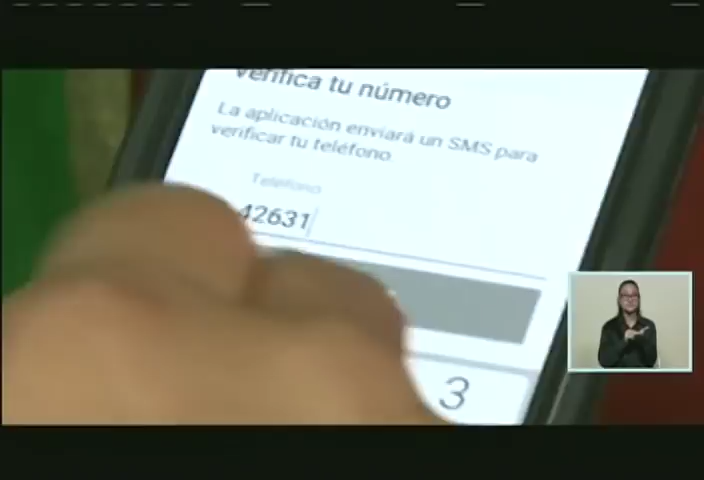 Verifica tu número
La aplicación enviará un SMS para
verificar tu teléfono
Teléfono
42631
3